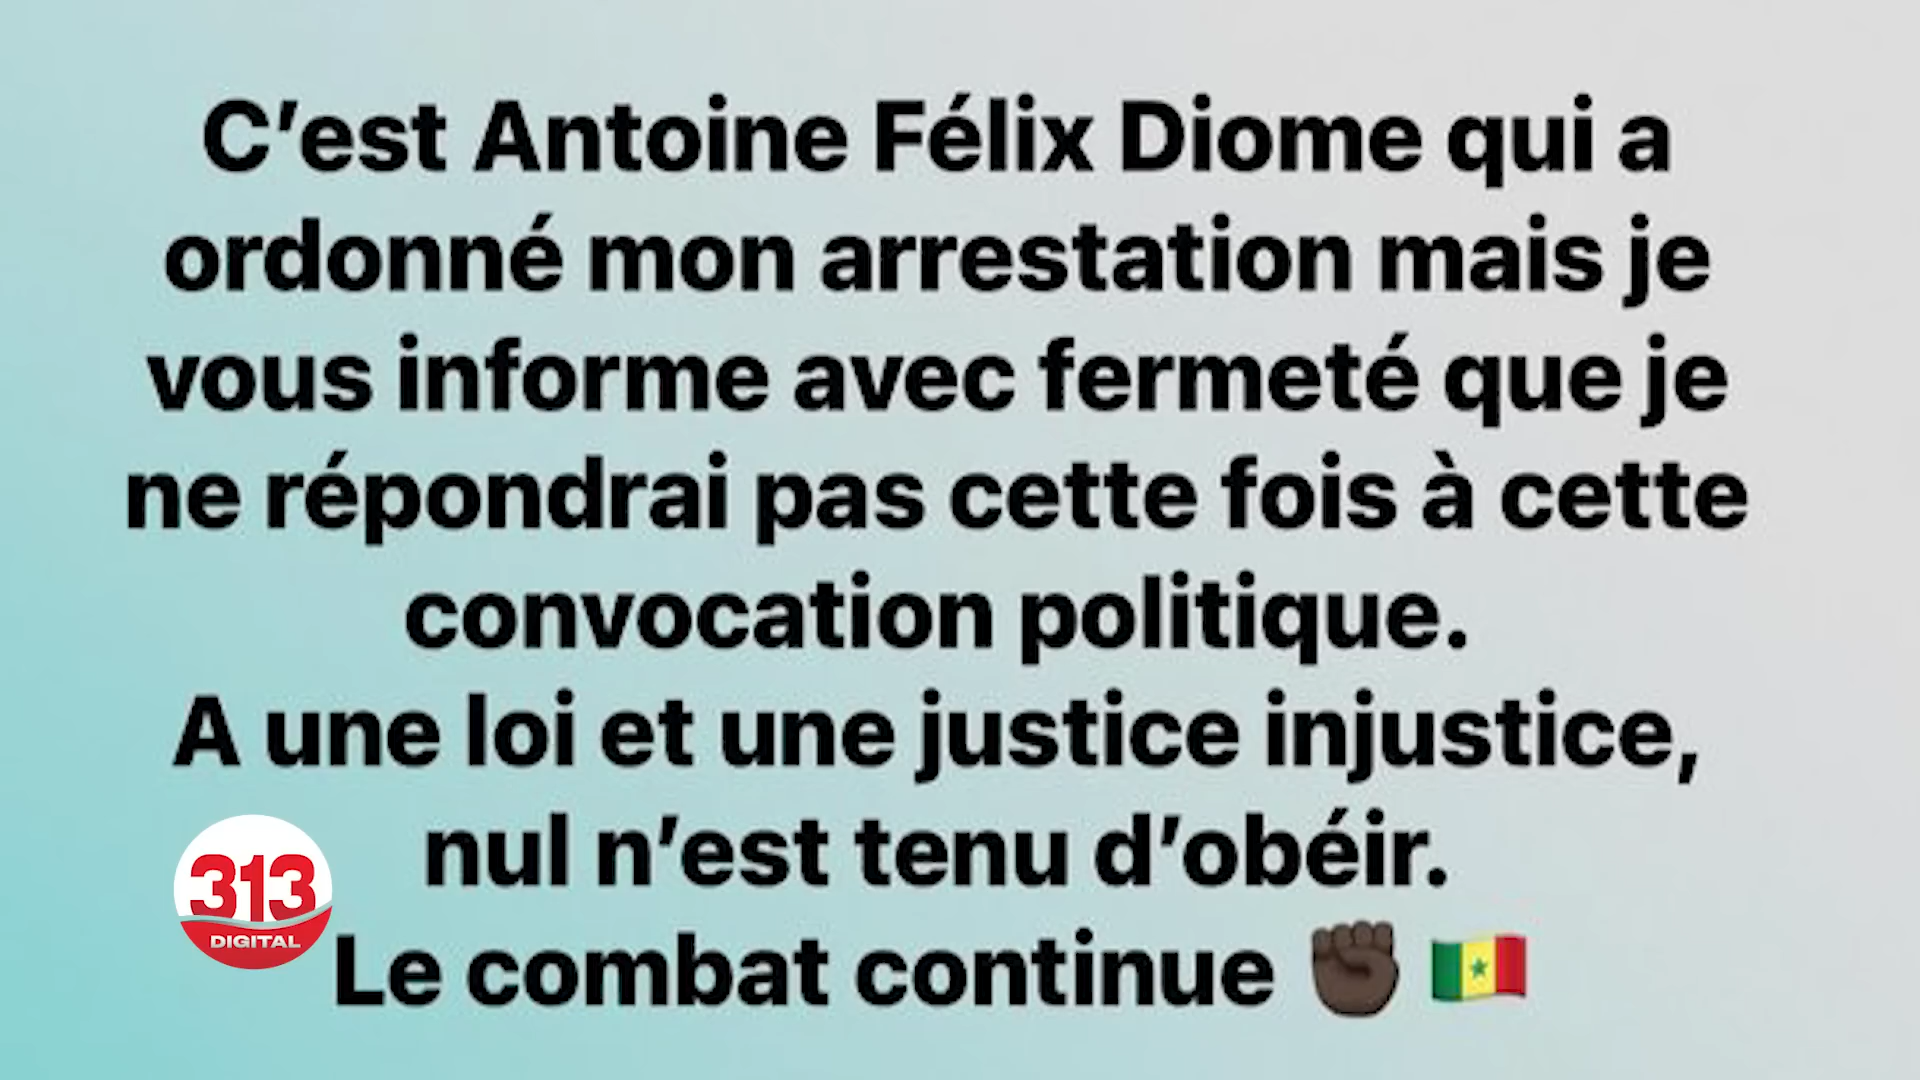 C’est Antoine Félix Diome qui a
ordonné mon arrestation mais je
vous informe avec fermeté que je
ne répondrai pas cette fois à cette
convocation politique.
A une loi et une justice injustice,
nul n’est tenu d’obéir.
Le combat continue ✊🏿 🇸🇳
313
DIGITAL